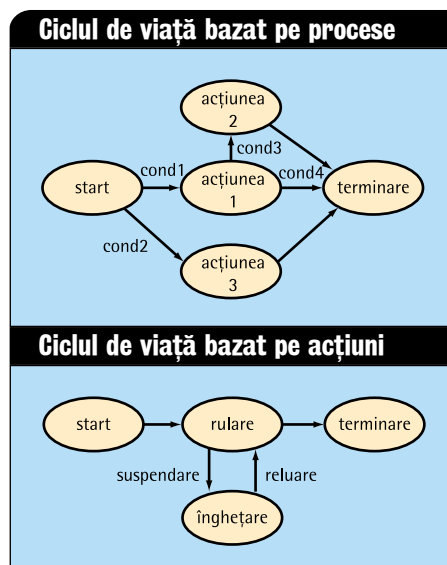 Ciclul de viață bazat pe procese
acțiunea
2
cond3
cond1
cond4
start
acțiunea
1
terminare
cond2
acțiunea
3
Ciclul de viață bazat pe acțiuni
start
rulare
terminare
suspendare
reluare
înghețare